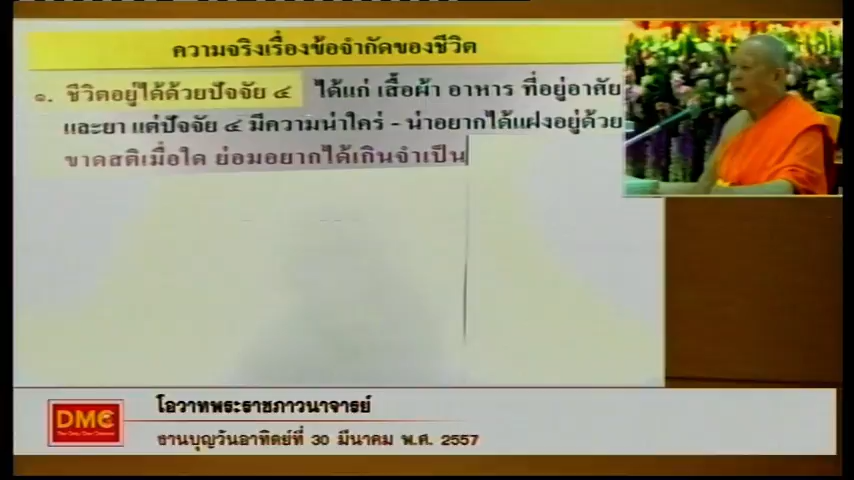 ความจริงเรื่องข้อจำกัดของชีวิต
๑. ชีวิตอยู่ได้ด้วยปัจจัย ๔ ได้แก่ เสื้อผ้า อาหาร ที่อยู่อาศัย
และยา แต่ปัจจัย ๔ มีความน่าใคร่ - น่าอยากได้แฝงอยู่ด้วย
ขาดสติเมื่อใด ย่อมอยากได้เกินจำเป็น
DMC
โอวาทพระราชภาวนาจารย์
งานบุญวันอาทิตย์ที่ 30 มีนาคม พ.ศ. 2557